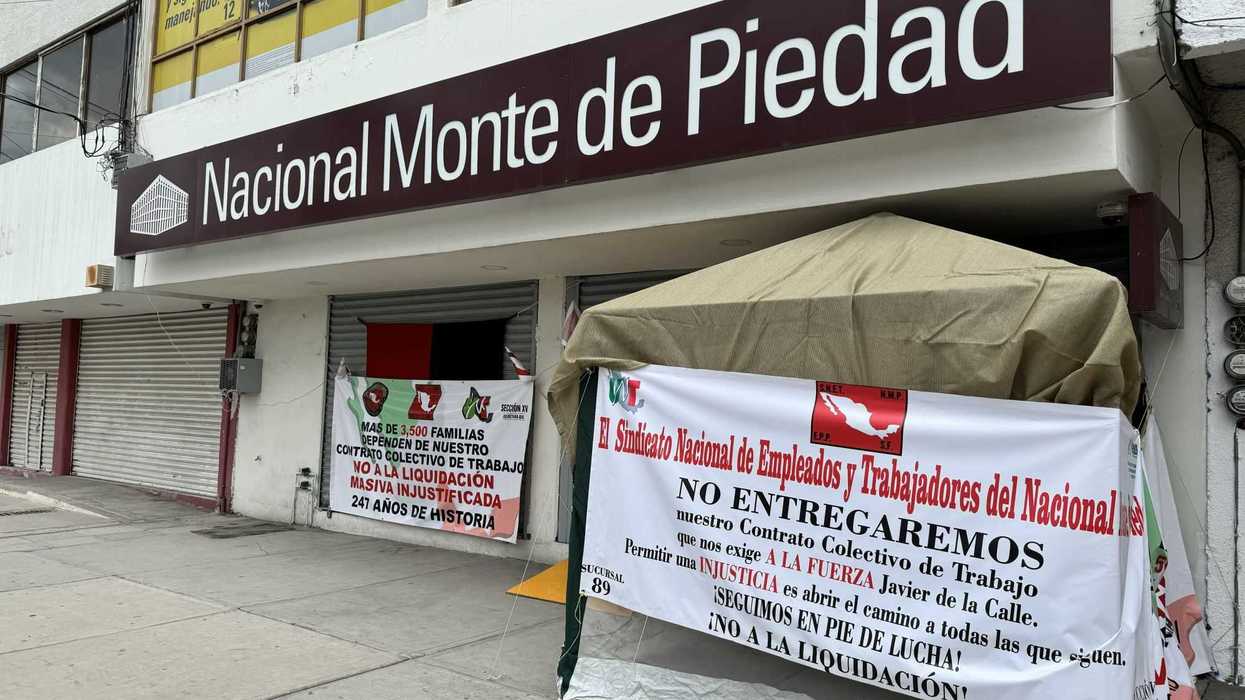 manejando.
12
Nacional Monte de Piedad
SECCIÓN XV
MAS DE 3,500 FAMILIAS
DEPENDEN DE NUESTRO
CONTRATO COLECTIVO DE TRABAJO
NO A LA LIQUIDACIÓN
MASIVA INJUSTIFICADA
247 AÑOS DE HISTORIA
S.N.E.T. N.M.P.
E.P.P. S.F.
El Sindicato Nacional de Empleados y Trabajadores del Nacional
NO ENTREGAREMOS
nuestro Contrato Colectivo de Trabajo
que nos exige A LA FUERZA Javier de la Calle.
Permitir una INJUSTICIA es abrir el camino a todas las que siguen.
¡SEGUIMOS EN PIE DE LUCHA!
¡NO A LA LIQUIDACIÓN!
SUCURSAL
89